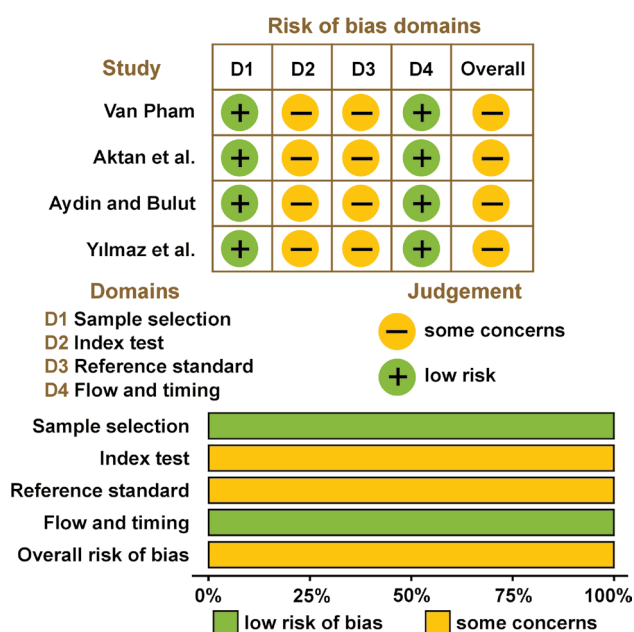 Risk of bias domains
Study D1 D2 D3 D4 Overall
Van Pham + − − + −
Aktan et al. + − − + −
Aydin and Bulut + − − + −
Yılmaz et al. + − − + −
Domains
D1 Sample selection
D2 Index test
D3 Reference standard
D4 Flow and timing
Judgement
− some concerns
+ low risk
Sample selection
Index test
Reference standard
Flow and timing
Overall risk of bias
0% 25% 50% 75% 100%
low risk of bias some concerns